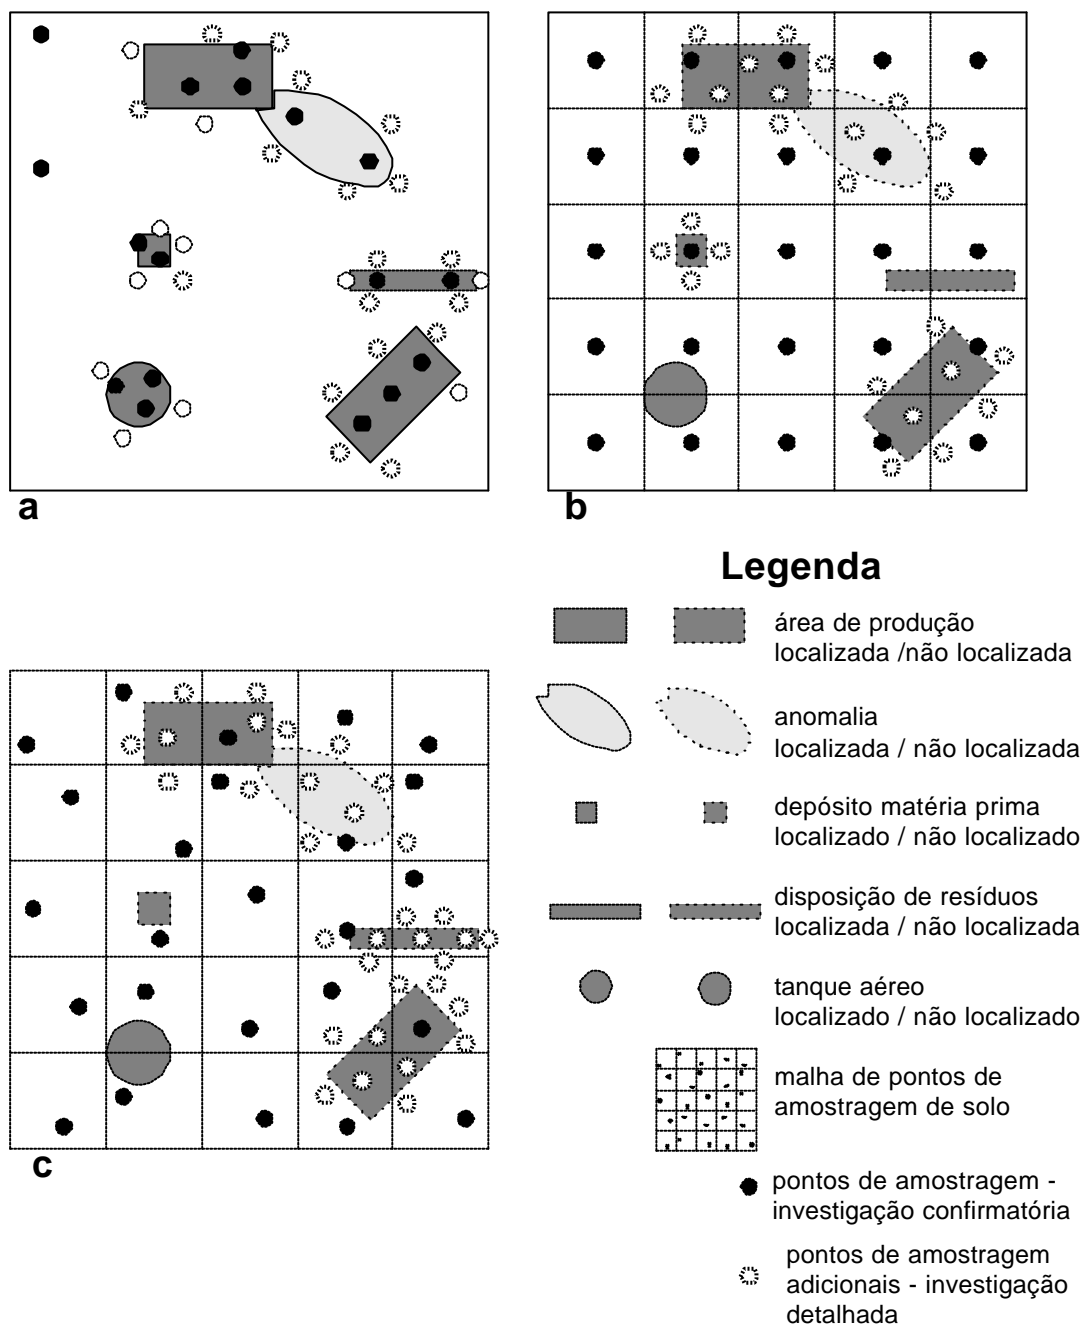 a
b
c
Legenda
área de produção
localizada /não localizada
anomalia
localizada / não localizada
depósito matéria prima
localizado / não localizado
disposição de resíduos
localizada / não localizada
tanque aéreo
localizado / não localizado
malha de pontos de
amostragem de solo
pontos de amostragem -
investigação confirmatória
pontos de amostragem
adicionais - investigação
detalhada